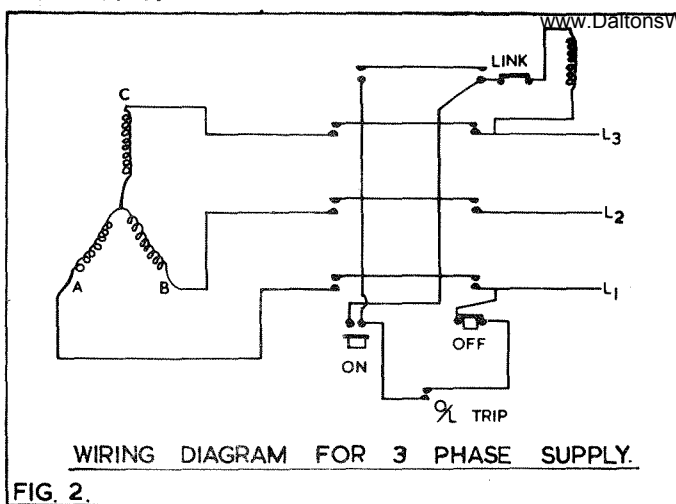 www.DaltonsW
LINK
C
L3
L2
A
B
L1
ON
OFF
O/L TRIP
WIRING DIAGRAM FOR 3 PHASE SUPPLY.
FIG. 2.